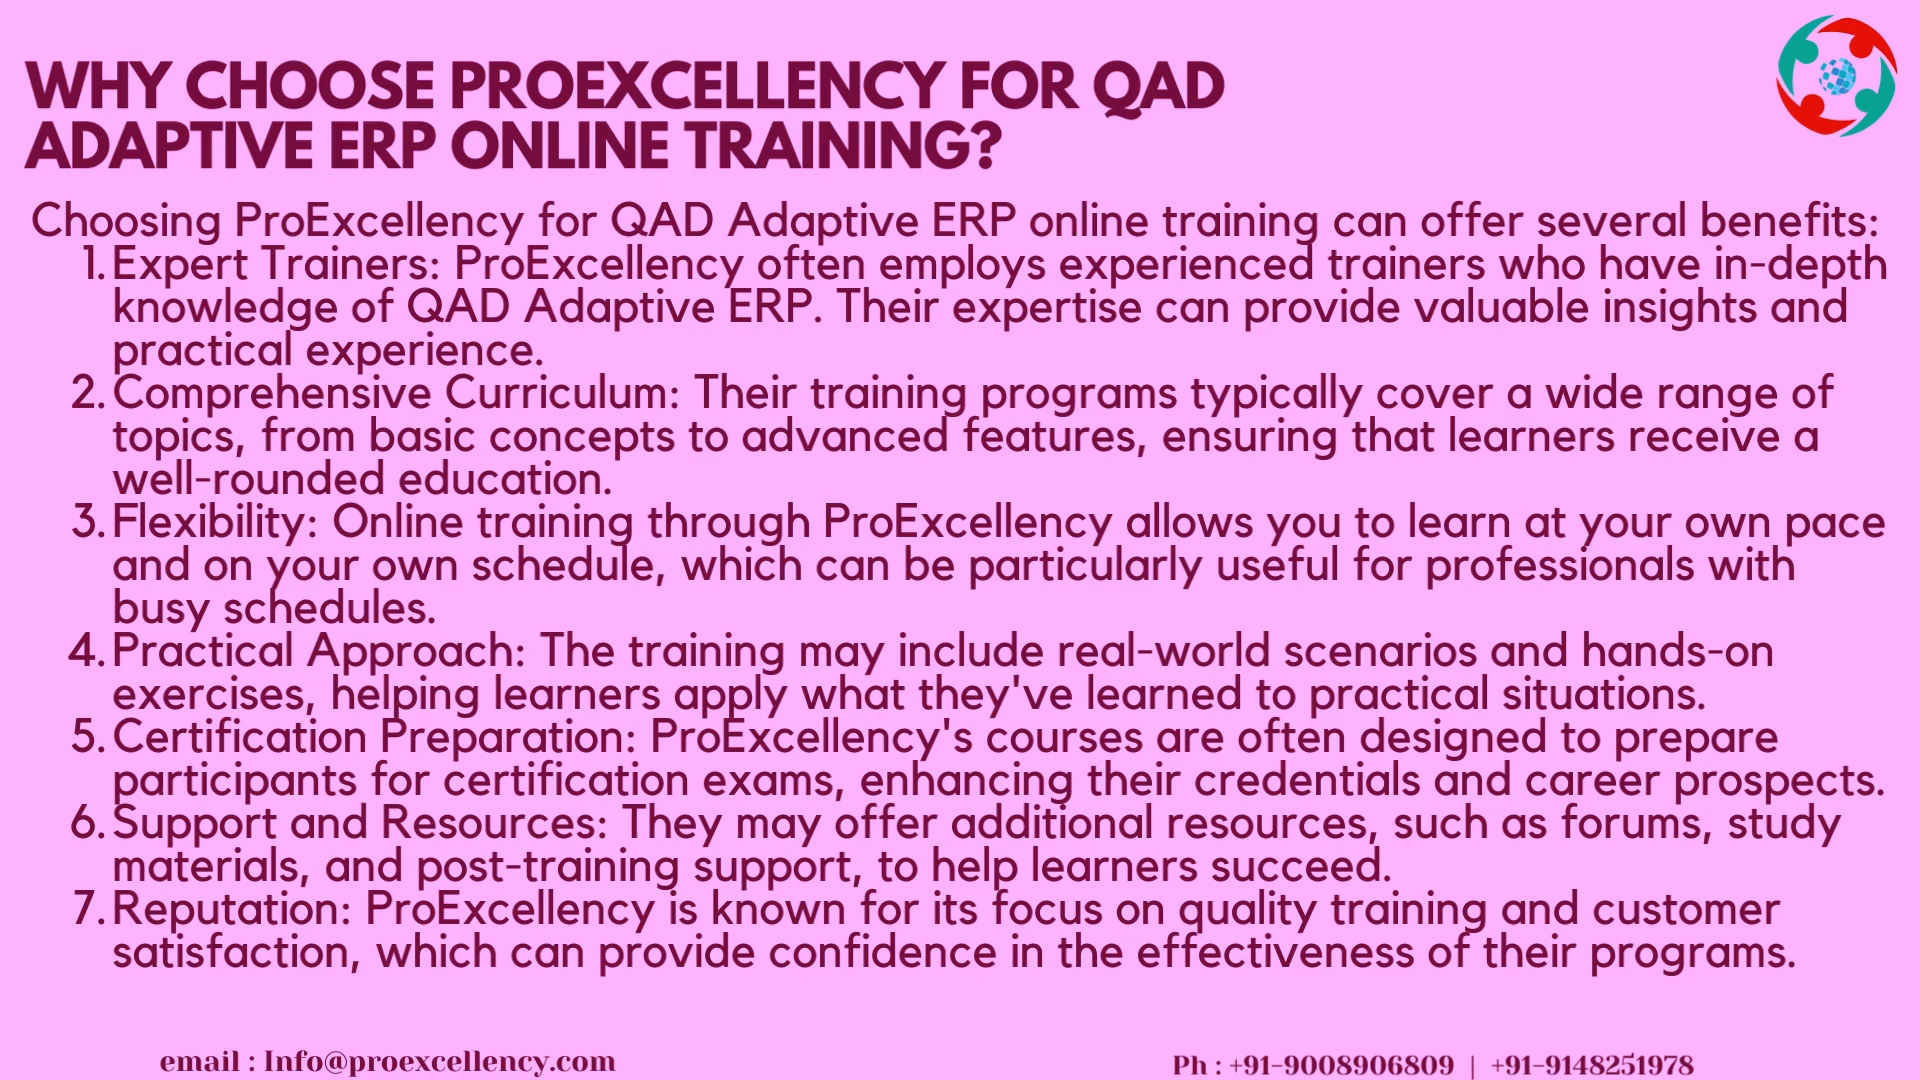 WHY CHOOSE PROEXCELLENCY FOR QAD
ADAPTIVE ERP ONLINE TRAINING?
Choosing ProExcellency for QAD Adaptive ERP online training can offer several benefits:
1. Expert Trainers: ProExcellency often employs experienced trainers who have in-depth
knowledge of QAD Adaptive ERP. Their expertise can provide valuable insights and
practical experience.
2. Comprehensive Curriculum: Their training programs typically cover a wide range of
topics, from basic concepts to advanced features, ensuring that learners receive a
well-rounded education.
3. Flexibility: Online training through ProExcellency allows you to learn at your own pace
and on your own schedule, which can be particularly useful for professionals with
busy schedules.
4. Practical Approach: The training may include real-world scenarios and hands-on
exercises, helping learners apply what they've learned to practical situations.
5. Certification Preparation: ProExcellency's courses are often designed to prepare
participants for certification exams, enhancing their credentials and career prospects.
6. Support and Resources: They may offer additional resources, such as forums, study
materials, and post-training support, to help learners succeed.
7. Reputation: ProExcellency is known for its focus on quality training and customer
satisfaction, which can provide confidence in the effectiveness of their programs.
email : Info@proexcellency.com
Ph : +91-9008906809 | +91-9148251978